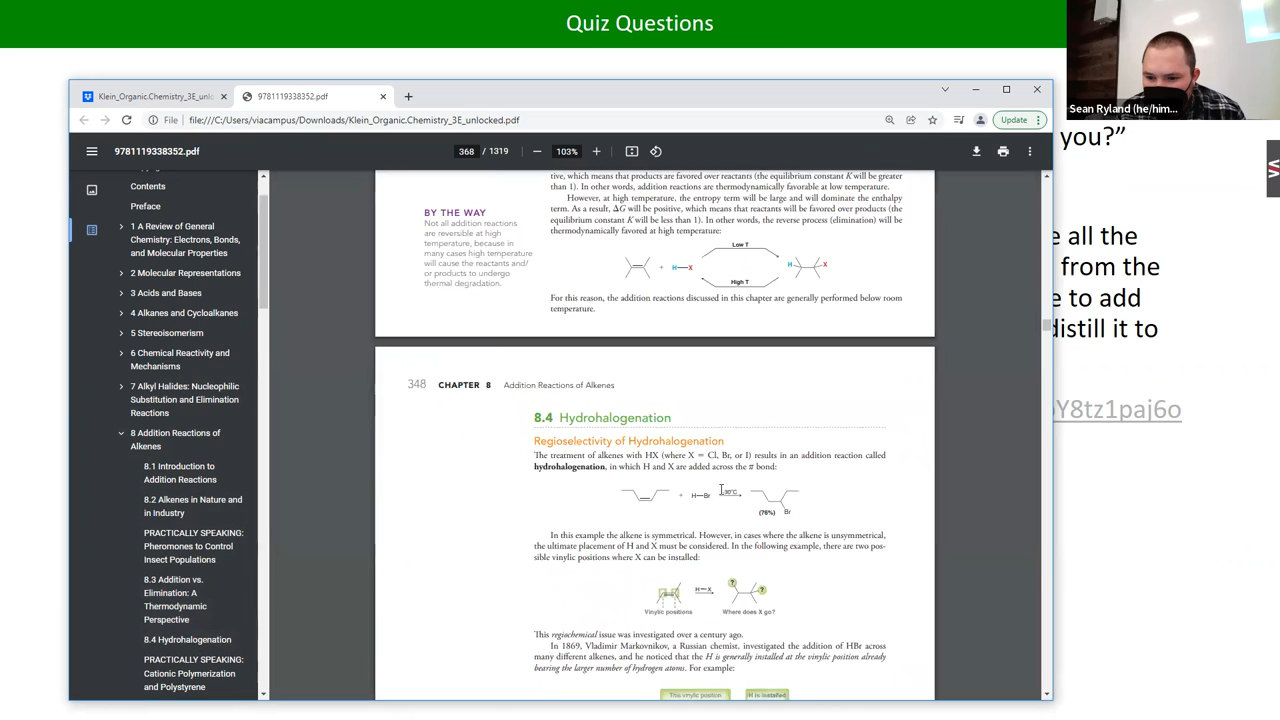 Quiz Questions
Sean Ryland (he/him...
you?”
e all the
from the
e to add
distill it to
Y8tz1paj6o
Klein_Organic.Chemistry_3E_unlo
9781119338352.pdf
File
file:///C:/Users/viacampus/Downloads/Klein_Organic.Chemistry_3E_unlocked.pdf
Update
9781119338352.pdf
368 / 1319
103%
Contents
Preface
1 A Review of General
Chemistry: Electrons, Bonds,
and Molecular Properties
2 Molecular Representations
3 Acids and Bases
4 Alkanes and Cycloalkanes
5 Stereoisomerism
6 Chemical Reactivity and
Mechanisms
7 Alkyl Halides: Nucleophilic
Substitution and Elimination
Reactions
8 Addition Reactions of
Alkenes
8.1 Introduction to
Addition Reactions
8.2 Alkenes in Nature and
in Industry
PRACTICALLY SPEAKING:
Pheromones to Control
Insect Populations
8.3 Addition vs.
Elimination: A
Thermodynamic
Perspective
8.4 Hydrohalogenation
PRACTICALLY SPEAKING:
Cationic Polymerization
and Polystyrene
tive, which means that products are favored over reactants (the equilibrium constant K will be greater
than 1). In other words, addition reactions are thermodynamically favorable at low temperature.
However, at high temperature, the entropy term will be large and will dominate the enthalpy
term. As a result, ΔG will be positive, which means that reactants will be favored over products (the
equilibrium constant K will be less than 1). In other words, the reverse process (elimination) will be
thermodynamically favored at high temperature:
BY THE WAY
Not all addition reactions
are reversible at high
temperature, because in
many cases high temperature
will cause the reactants and/
or products to undergo
thermal degradation.
Low T
+ H—X
H X
High T
For this reason, the addition reactions discussed in this chapter are generally performed below room
temperature.
348 CHAPTER 8 Addition Reactions of Alkenes
8.4 Hydrohalogenation
Regioselectivity of Hydrohalogenation
The treatment of alkenes with HX (where X = Cl, Br, or I) results in an addition reaction called
hydrohalogenation, in which H and X are added across the π bond:
+ H—Br
-30°C
(76%) Br
In this example the alkene is symmetrical. However, in cases where the alkene is unsymmetrical,
the ultimate placement of H and X must be considered. In the following example, there are two pos-
sible vinylic positions where X can be installed:
H—X
? ?
Vinylic positions
Where does X go?
This regiochemical issue was investigated over a century ago.
In 1869, Vladimir Markovnikov, a Russian chemist, investigated the addition of HBr across
many different alkenes, and he noticed that the H is generally installed at the vinylic position already
bearing the larger number of hydrogen atoms. For example:
This vinylic position
H is installed